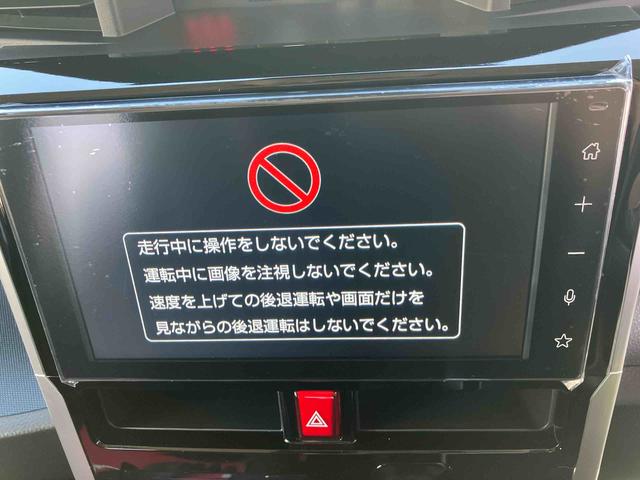 走行中に操作をしないでください。
運転中に画像を注視しないでください。
速度を上げての後退運転や画面だけを
見ながらの後退運転はしないでください。